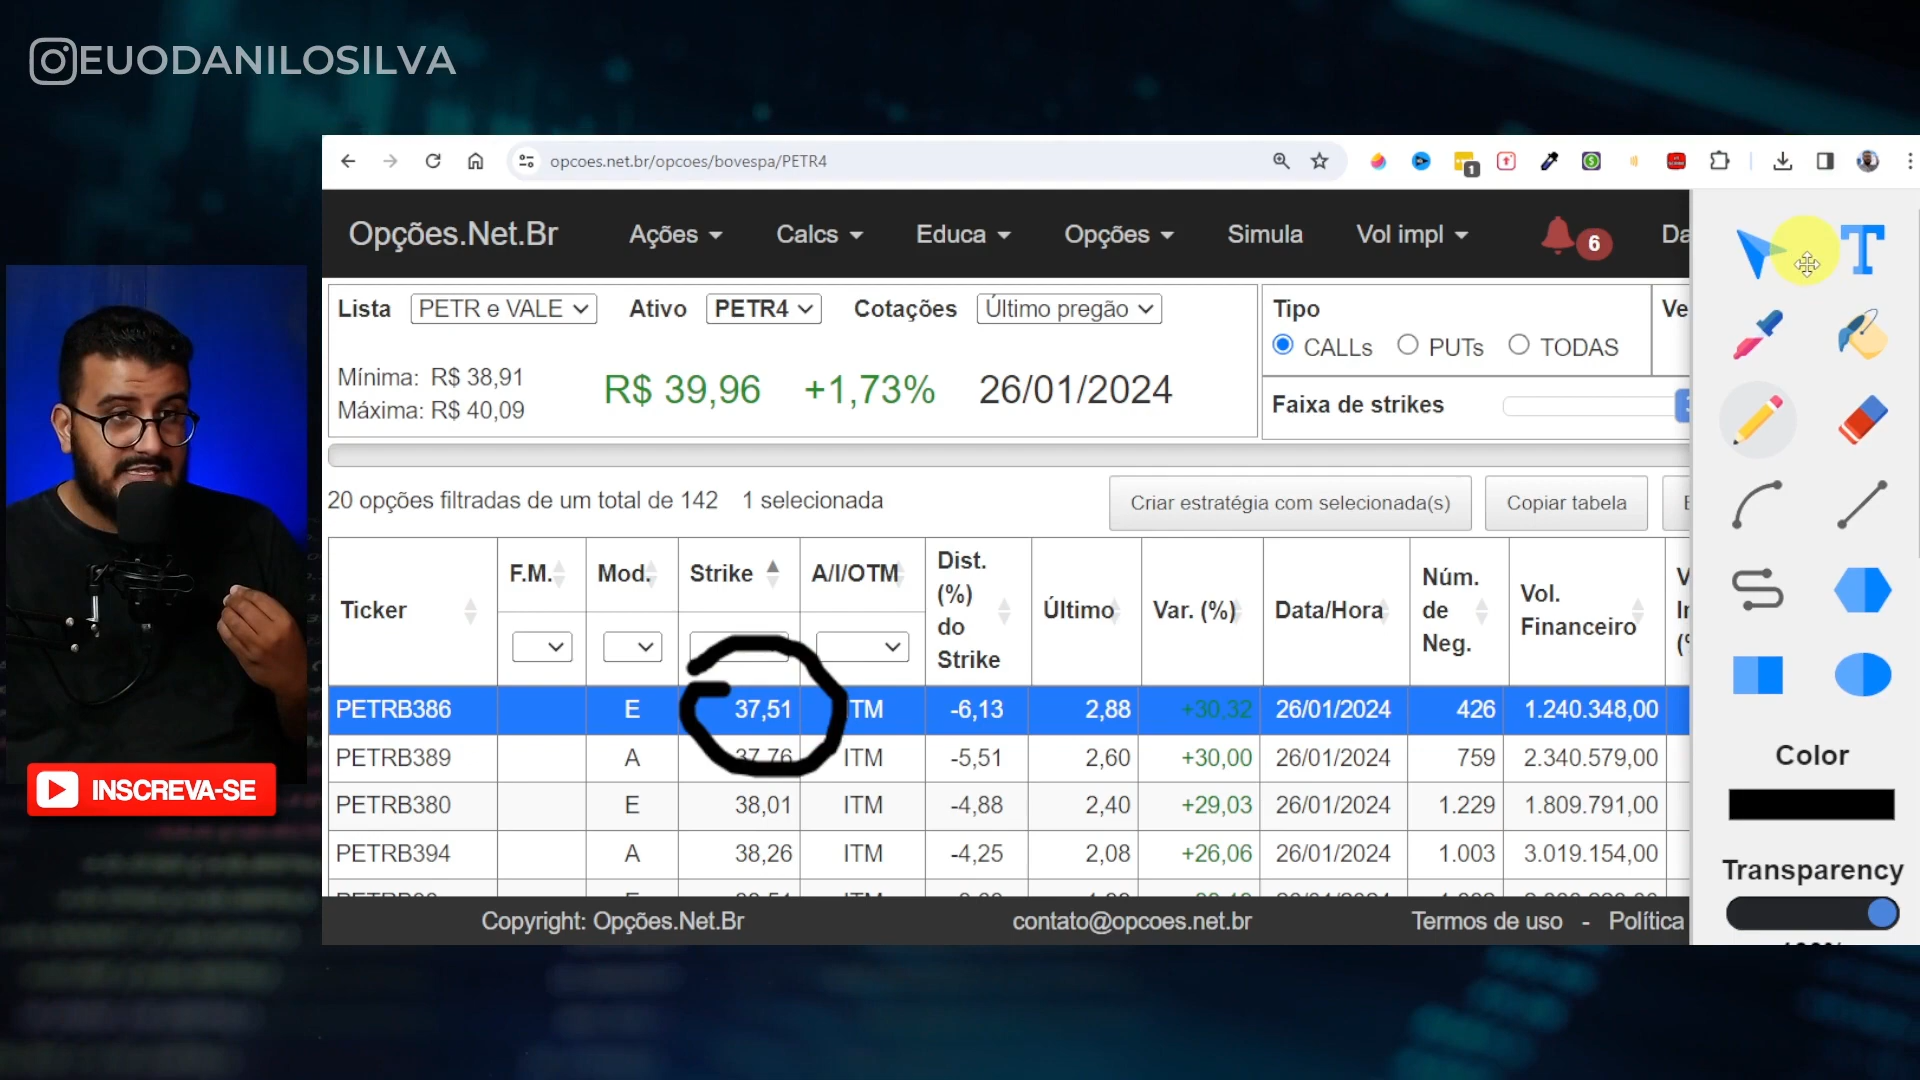 EUODANILOSILVA
opcoes.net.br/opcoes/bovespa/PETR4
1
Opções.Net.Br Ações Calcs Educa Opções Simula Vol impl 6 Da
Lista PETR e VALE Ativo PETR4 Cotações Último pregão
Mínima: R$ 38,91
Máxima: R$ 40,09
R$ 39,96 +1,73% 26/01/2024
Tipo Ve
CALLs PUTs TODAS
Faixa de strikes
20 opções filtradas de um total de 142 1 selecionada
Criar estratégia com selecionada(s) Copiar tabela
Ticker F.M. Mod. Strike A/I/OTM Dist. (%) do Strike Último Var. (%) Data/Hora Núm. de Neg. Vol. Financeiro
PETRB386 E 37,51 ITM -6,13 2,88 +30,32 26/01/2024 426 1.240.348,00
PETRB389 A 37,76 ITM -5,51 2,60 +30,00 26/01/2024 759 2.340.579,00
PETRB380 E 38,01 ITM -4,88 2,40 +29,03 26/01/2024 1.229 1.809.791,00
PETRB394 A 38,26 ITM -4,25 2,08 +26,06 26/01/2024 1.003 3.019.154,00
Copyright: Opções.Net.Br contato@opcoes.net.br Termos de uso - Política
T
Color
Transparency
INSCREVA-SE